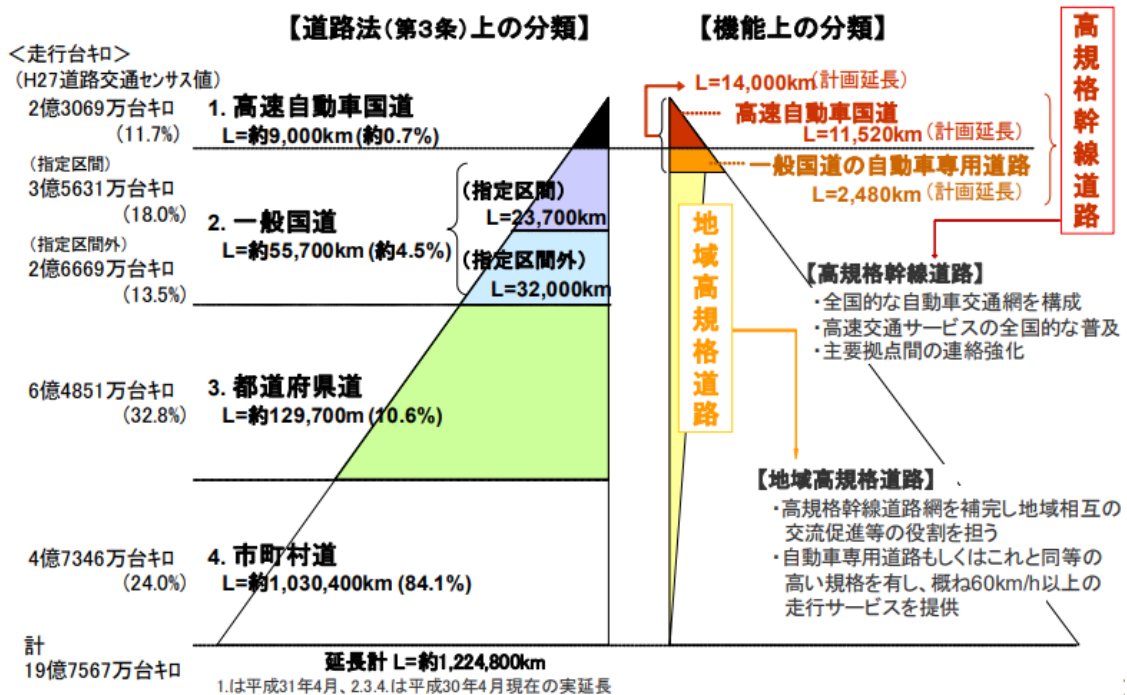 【道路法(第3条)上の分類】
【機能上の分類】
<走行台キロ>
(H27道路交通センサス値)
2億3069万台キロ
(11.7%)
(指定区間)
3億5631万台キロ
(18.0%)
(指定区間外)
2億6669万台キロ
(13.5%)
6億4851万台キロ
(32.8%)
4億7346万台キロ
(24.0%)
計
19億7567万台キロ
1. 高速自動車国道
L=約9,000km (約0.7%)
2. 一般国道
L=約55,700km (約4.5%)
(指定区間)
L=23,700km
(指定区間外)
L=32,000km
3. 都道府県道
L=約129,700m (10.6%)
4. 市町村道
L=約1,030,400km (84.1%)
延長計 L=約1,224,800km
1.は平成31年4月、2.3.4.は平成30年4月現在の実延長
L=14,000km (計画延長)
高速自動車国道
L=11,520km (計画延長)
一般国道の自動車専用道路
L=2,480km (計画延長)
高規格幹線道路
地域高規格道路
【高規格幹線道路】
・全国的な自動車交通網を構成
・高速交通サービスの全国的な普及
・主要拠点間の連絡強化
【地域高規格道路】
・高規格幹線道路網を補完し地域相互の
交流促進等の役割を担う
・自動車専用道路もしくはこれと同等の
高い規格を有し、概ね60km/h以上の
走行サービスを提供